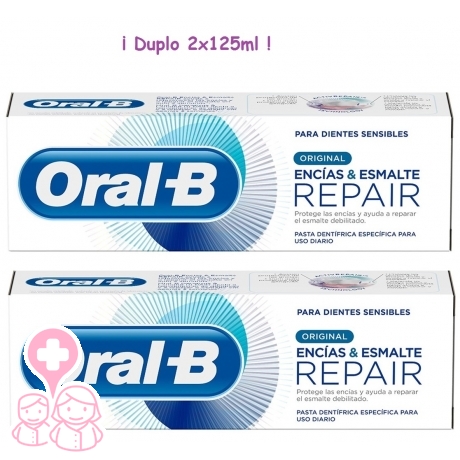 ¡ Duplo 2x125ml !
Oral-B
PARA DIENTES SENSIBLES
ORIGINAL
ENCÍAS & ESMALTE
REPAIR
Protege las encías y ayuda a reparar
el esmalte debilitado.
PASTA DENTÍFRICA ESPECÍFICA PARA
USO DIARIO
Oral-B
PARA DIENTES SENSIBLES
ORIGINAL
ENCÍAS & ESMALTE
REPAIR
Protege las encías y ayuda a reparar
el esmalte debilitado.
PASTA DENTÍFRICA ESPECÍFICA PARA
USO DIARIO